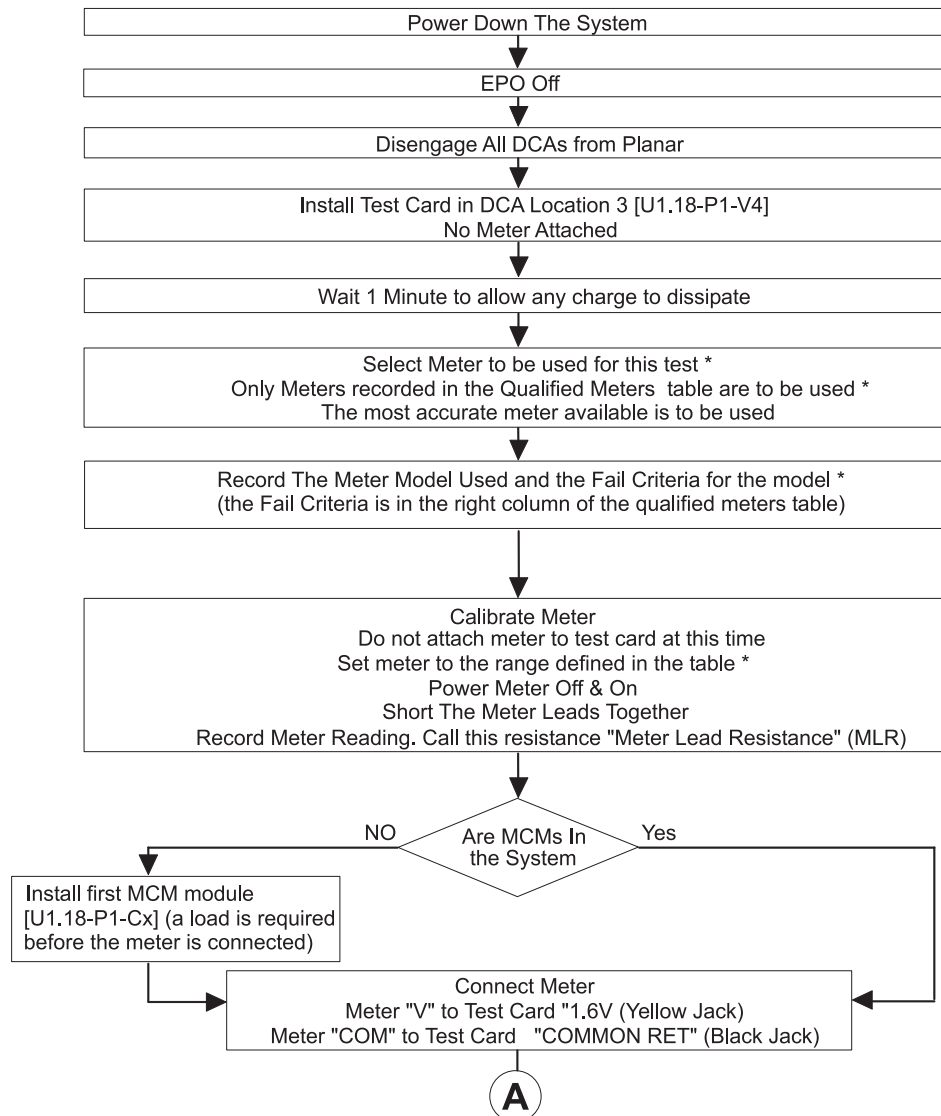 Power Down The System
EPO Off
Disengage All DCAs from Planar
Install Test Card in DCA Location 3 [U1.18-P1-V4]
No Meter Attached
Wait 1 Minute to allow any charge to dissipate
Select Meter to be used for this test *
Only Meters recorded in the Qualified Meters table are to be used *
The most accurate meter available is to be used
Record The Meter Model Used and the Fail Criteria for the model *
(the Fail Criteria is in the right column of the qualified meters table)
Calibrate Meter
Do not attach meter to test card at this time
Set meter to the range defined in the table *
Power Meter Off & On
Short The Meter Leads Together
Record Meter Reading. Call this resistance "Meter Lead Resistance" (MLR)
NO
Are MCMs In
the System
Yes
Install first MCM module
[U1.18-P1-Cx] (a load is required
before the meter is connected)
Connect Meter
Meter "V" to Test Card "1.6V (Yellow Jack)
Meter "COM" to Test Card "COMMON RET" (Black Jack)
A